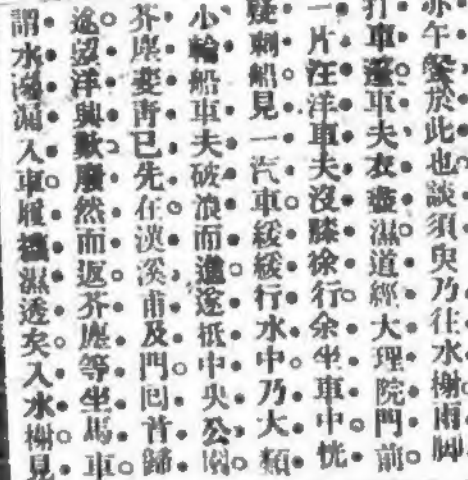 亦午餐於此也談須臾乃往水榭雨脚
打車篷車夫衣盡濕道經大理院門前
一片汪洋車夫沒膝徐行余坐車中恍
疑刺船見一汽車緩緩行水中乃大類
小輪船車夫破浪而進遂抵中央公園
芥塵青已先在溪甫及門囘首歸
途望洋興歎廢然而返芥塵等坐馬車
謂水漏入車履襪濕透矣入水榭見